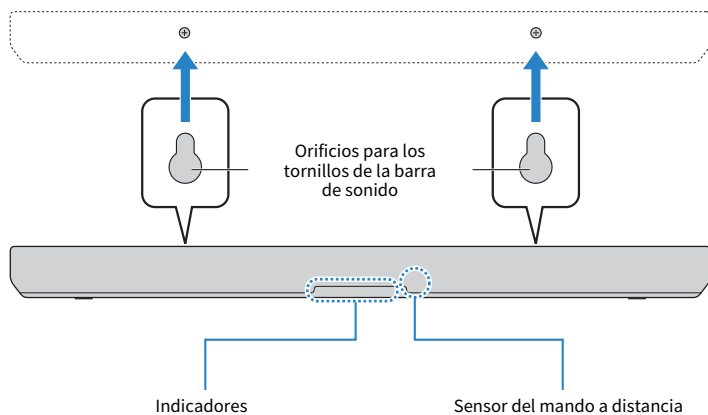 Orificios para los
tornillos de la barra
de sonido
Indicadores
Sensor del mando a distancia